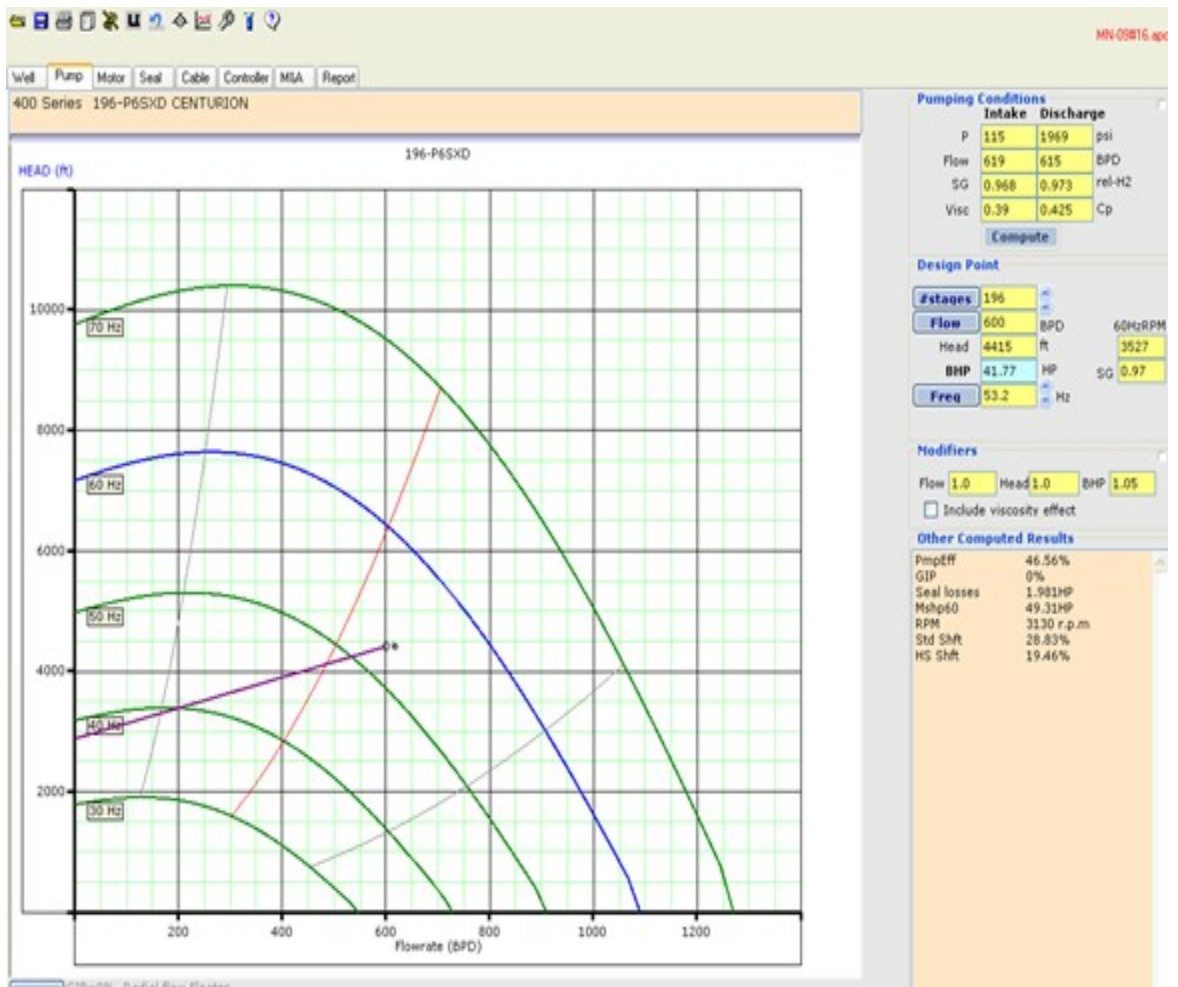 MN-09#16.apc
Well Pump Motor Seal Cable Controller M&A Report
400 Series 196-P6SXD CENTURION
196-P6SXD
HEAD (ft)
10000
8000
6000
4000
2000
70 Hz
60 Hz
50 Hz
40 Hz
30 Hz
200 400 600 800 1000 1200
Flowrate (BPD)
Pumping Conditions
Intake Discharge
P 115 1969 psi
Flow 619 615 BPD
SG 0.968 0.973 rel-H2
Visc 0.39 0.425 Cp
Compute
Design Point
#stages 196
Flow 600 BPD 60HzRPM
Head 4415 ft 3527
BHP 41.77 HP SG 0.97
Freq 53.2 Hz
Modifiers
Flow 1.0 Head 1.0 BHP 1.05
Include viscosity effect
Other Computed Results
PmpEff 46.56%
GIP 0%
Seal losses 1.981HP
Mshp60 49.31HP
RPM 3130 r.p.m
Std Shft 28.83%
HS Shft 19.46%